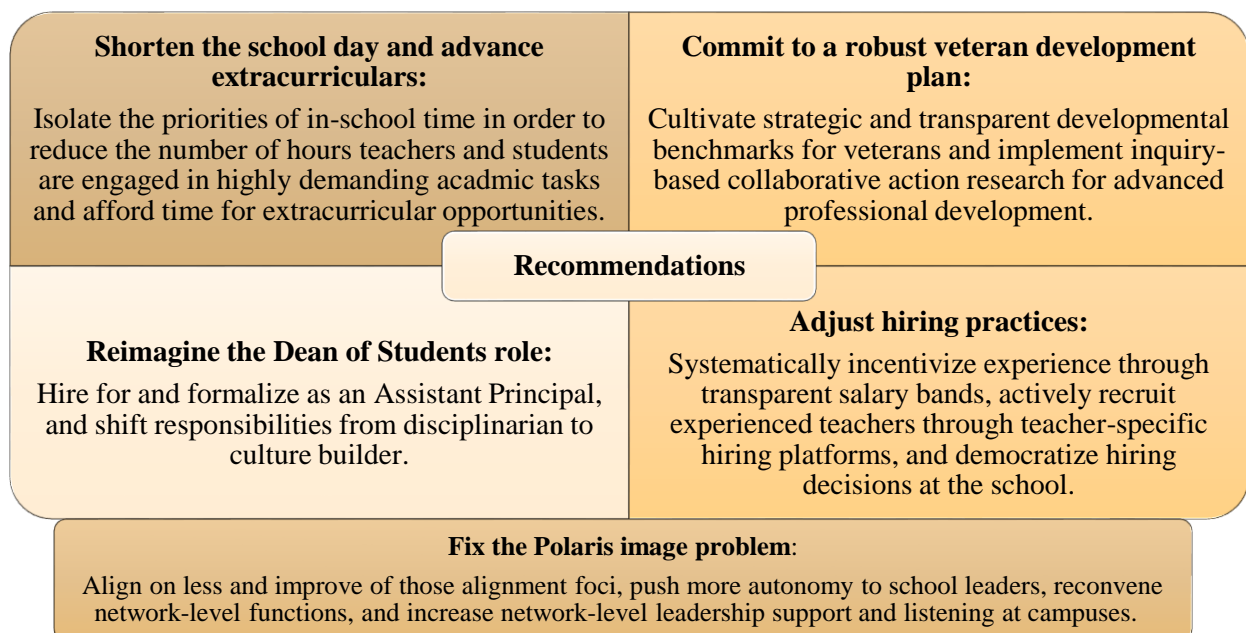 Shorten the school day and advance
extracurriculars:
Isolate the priorities of in-school time in order to
reduce the number of hours teachers and students
are engaged in highly demanding acadmic tasks
and afford time for extracurricular opportunities.
Commit to a robust veteran development
plan:
Cultivate strategic and transparent developmental
benchmarks for veterans and implement inquiry-
based collaborative action research for advanced
professional development.
Recommendations
Reimagine the Dean of Students role:
Hire for and formalize as an Assistant Principal,
and shift responsibilities from disciplinarian to
culture builder.
Adjust hiring practices:
Systematically incentivize experience through
transparent salary bands, actively recruit
experienced teachers through teacher-specific
hiring platforms, and democratize hiring
decisions at the school.
Fix the Polaris image problem:
Align on less and improve of those alignment foci, push more autonomy to school leaders, reconvene
network-level functions, and increase network-level leadership support and listening at campuses.